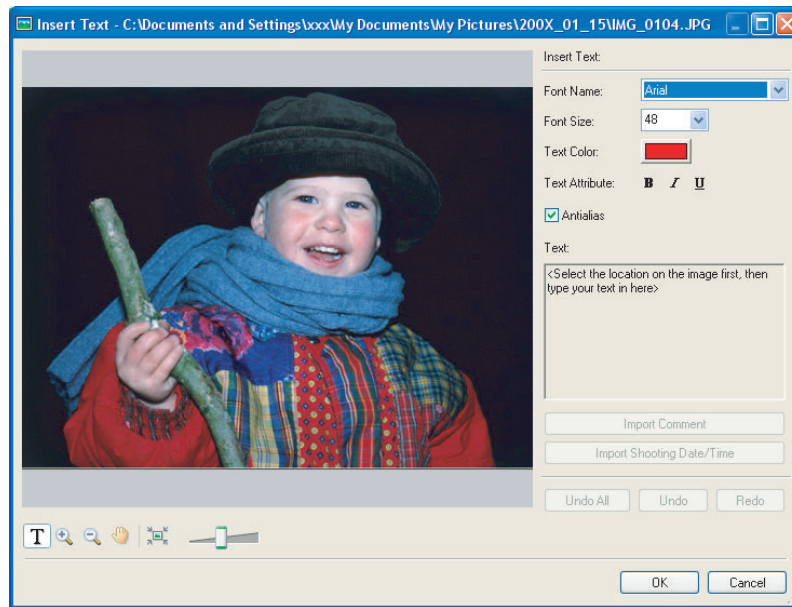 Insert Text - C:\Documents and Settings\xxx\My Documents\My Pictures\200X_01_15\IMG_0104.JPG
Insert Text:
Font Name: Arial
Font Size: 48
Text Color:
Text Attribute: B I U
Antialias
Text:
<Select the location on the image first, then
type your text in here>
Import Comment
Import Shooting Date/Time
Undo All Undo Redo
T
OK Cancel